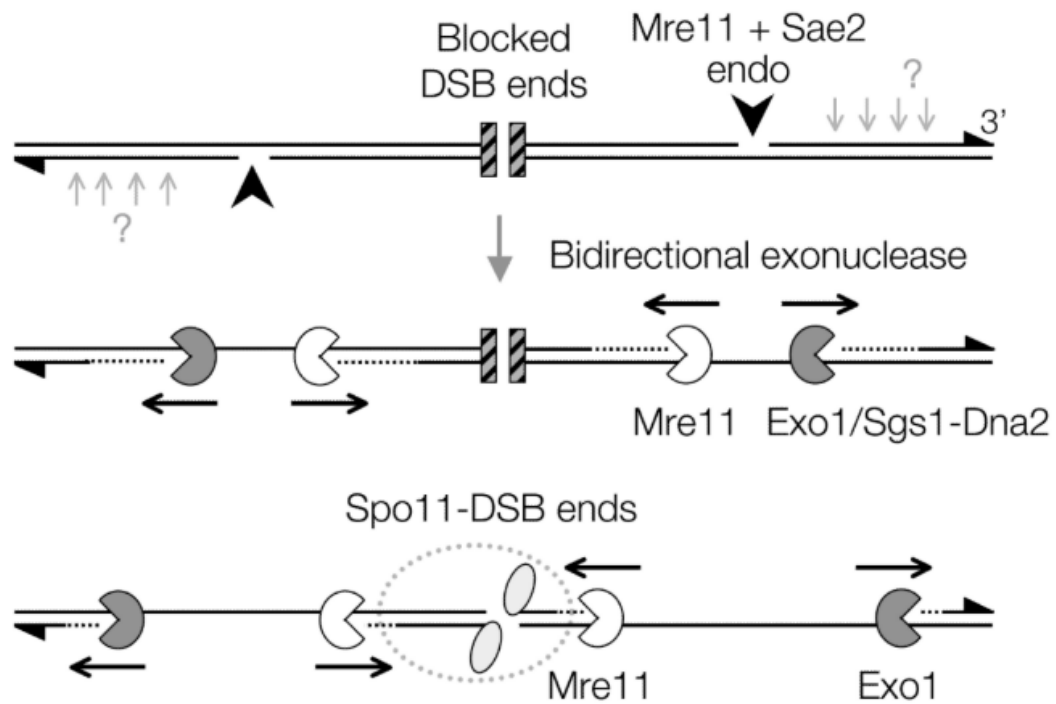 Blocked
DSB ends
Mre11 + Sae2
endo
?
3'
?
Bidirectional exonuclease
Mre11
Exo1/Sgs1-Dna2
Spo11-DSB ends
Mre11
Exo1